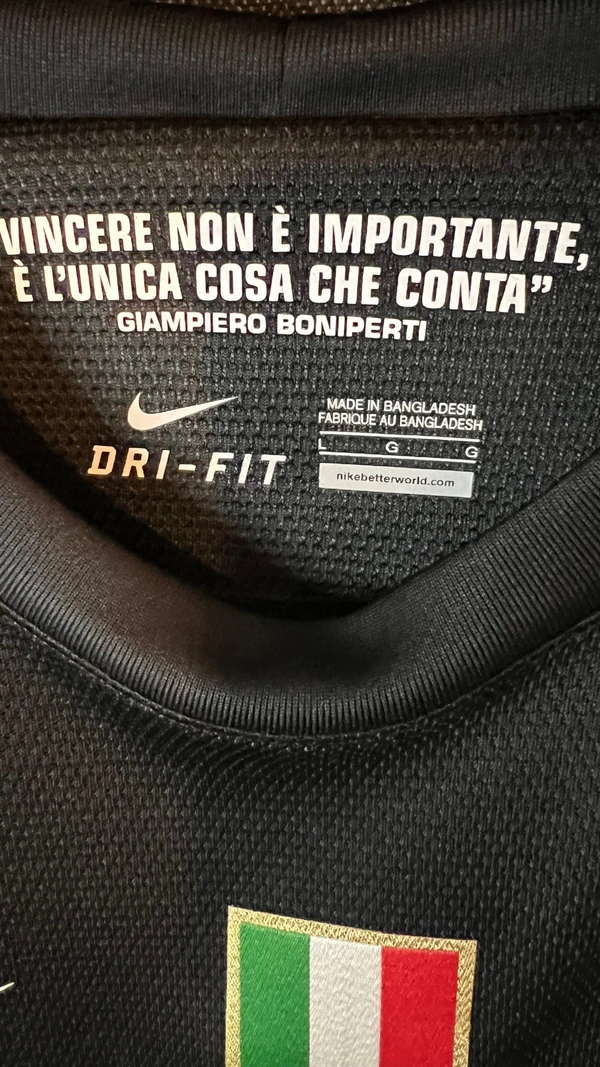 VINCERE NON È IMPORTANTE,
È L'UNICA COSA CHE CONTA”
GIAMPIERO BONIPERTI
DRI-FIT
MADE IN BANGLADESH
FABRIQUE AU BANGLADESH
L G G
nikebetterworld.com